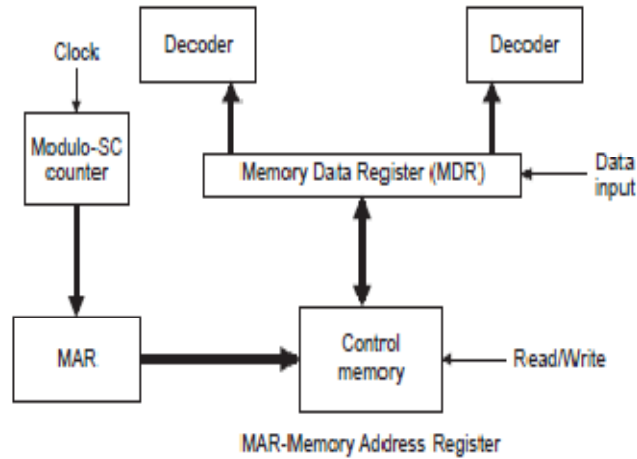 Decoder
Decoder
Clock
Modulo-SC
counter
Memory Data Register (MDR)
Data
input
MAR
Control
memory
Read/Write
MAR-Memory Address Register